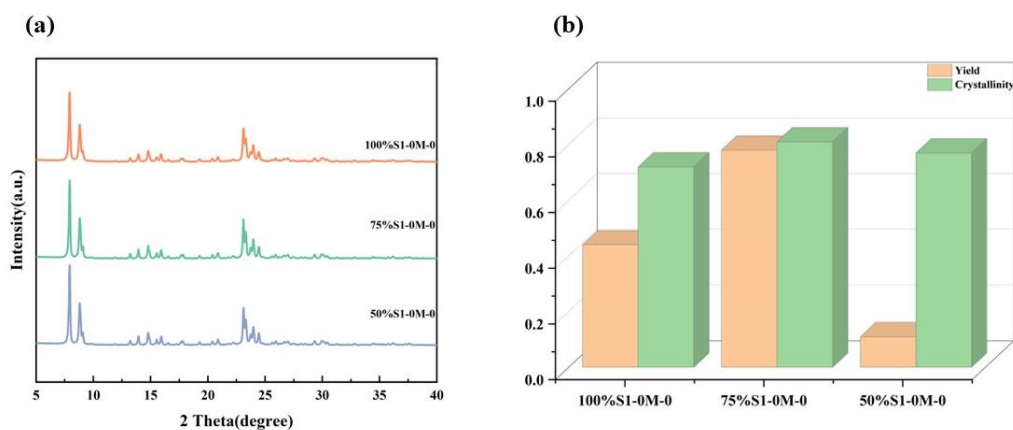 (a)
Intensity(a.u.)
100%S1-0M-0
75%S1-0M-0
50%S1-0M-0
5 10 15 20 25 30 35 40
2 Theta(degree)
(b)
Yield
Crystallinity
1.0
0.8
0.6
0.4
0.2
0.0
100%S1-0M-0 75%S1-0M-0 50%S1-0M-0